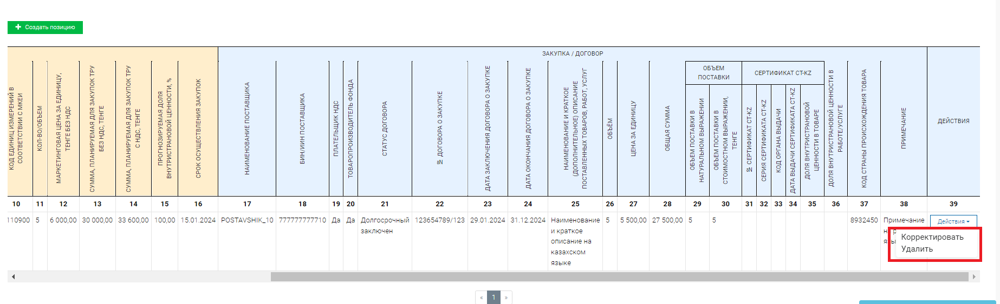 + Создать позицию
ЗАКУПКА / ДОГОВОР
КОД ЕДИНИЦ ИЗМЕРЕНИЙ В
СООТВЕТСТВИИ С МКЕИ
КОЛ-ВО/ОБЪЕМ
МАРКЕТИНГОВАЯ ЦЕНА ЗА ЕДИНИЦУ,
ТЕНГЕ БЕЗ НДС
СУММА, ПЛАНИРУЕМАЯ ДЛЯ ЗАКУПОК ТРУ
БЕЗ НДС, ТЕНГЕ
СУММА, ПЛАНИРУЕМАЯ ДЛЯ ЗАКУПОК ТРУ
С НДС, ТЕНГЕ
ПРОГНОЗИРУЕМАЯ ДОЛЯ
ВНУТРИСТРАНОВОЙ ЦЕННОСТИ, %
СРОК ОСУЩЕСТВЛЕНИЯ ЗАКУПОК
НАИМЕНОВАНИЕ ПОСТАВЩИКА
БИН/ИИН ПОСТАВЩИКА
ПЛАТЕЛЬЩИК НДС
ТОВАРОПРОИЗВОДИТЕЛЬ ФОНДА
СТАТУС ДОГОВОРА
№ ДОГОВОРА О ЗАКУПКЕ
ДАТА ЗАКЛЮЧЕНИЯ ДОГОВОРА О ЗАКУПКЕ
ДАТА ОКОНЧАНИЯ ДОГОВОРА О ЗАКУПКЕ
НАИМЕНОВАНИЕ И КРАТКОЕ
(ДОПОЛНИТЕЛЬНОЕ) ОПИСАНИЕ
ПОСТАВЛЕННЫХ ТОВАРОВ, РАБОТ, УСЛУГ
ОБЪЁМ
ЦЕНА ЗА ЕДИНИЦУ
ОБЩАЯ СУММА
ОБЪЕМ
ПОСТАВКИ
ОБЪЕМ ПОСТАВКИ В
НАТУРАЛЬНОМ ВЫРАЖЕНИИ
ОБЪЕМ ПОСТАВКИ В
СТОИМОСТНОМ ВЫРАЖЕНИИ,
ТЕНГЕ
СЕРТИФИКАТ CT-KZ
№ СЕРТИФИКАТ CT-KZ
СЕРИЯ СЕРТИФИКАТА CT-KZ
КОД ОРГАНА ВЫДАЧИ
ДАТА ВЫДАЧИ СЕРТИФИКАТА CT-KZ
ДОЛЯ ВНУТРИСТРАНОВОЙ
ЦЕННОСТИ В ТОВАРЕ
ДОЛЯ ВНУТРИСТРАНОВОЙ ЦЕННОСТИ В
РАБОТЕ/УСЛУГЕ
КОД СТРАНЫ ПРОИСХОЖДЕНИЯ ТОВАРА
ПРИМЕЧАНИЕ
ДЕЙСТВИЯ
10 11 12 13 14 15 16 17 18 19 20 21 22 23 24 25 26 27 28 29 30 31 32 33 34 35 36 37 38 39
110900 5 6 000,00 30 000,00 33 600,00 100,00 15.01.2024 POSTAVSHIK_10 777777777710 Да Да Долгосрочный 123654789/123 29.01.2024 31.12.2024 Наименование 5 5 500,00 27 500,00 5 5 8932450 Примечание Действия
заключен и краткое
описание на
казахском
языке
Корректировать
Удалить
« 1 »